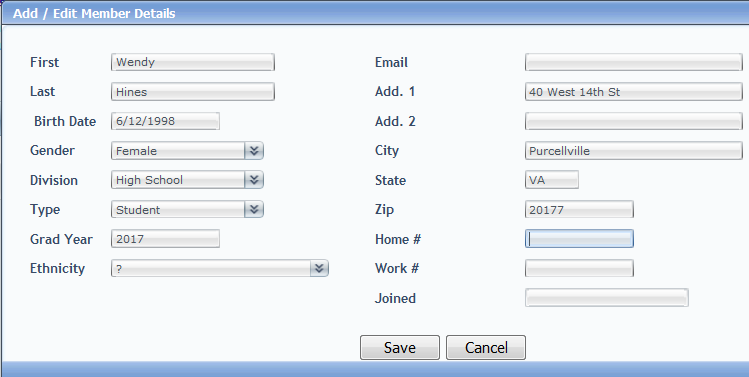 Add / Edit Member Details
First Wendy
Last Hines
Birth Date 6/12/1998
Gender Female
Division High School
Type Student
Grad Year 2017
Ethnicity ?
Email
Add. 1 40 West 14th St
Add. 2
City Purcellville
State VA
Zip 20177
Home #
Work #
Joined
Save Cancel